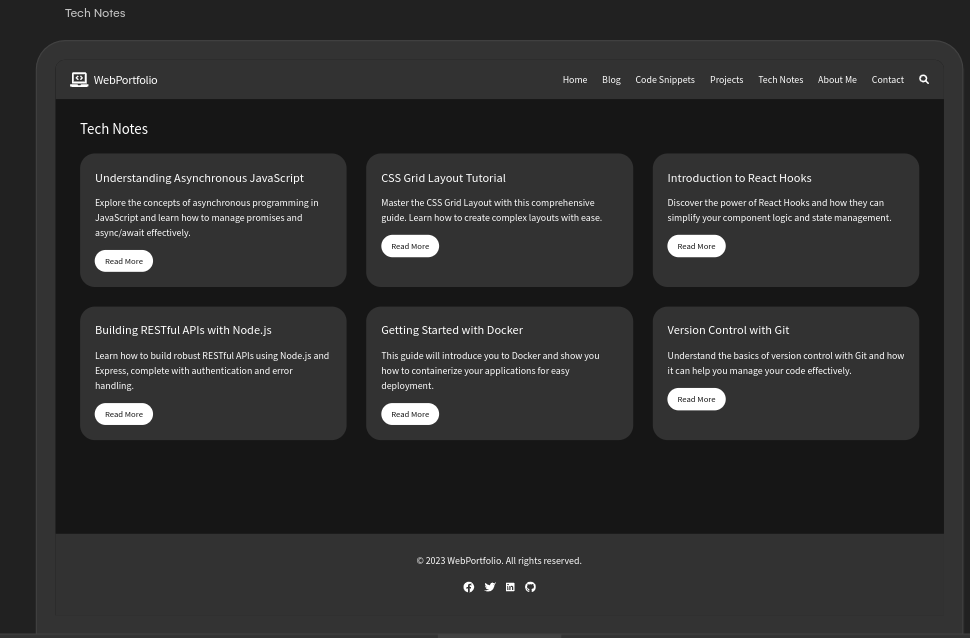 Tech Notes
WebPortfolio
Home Blog Code Snippets Projects Tech Notes About Me Contact
Tech Notes
Understanding Asynchronous JavaScript
Explore the concepts of asynchronous programming in
JavaScript and learn how to manage promises and
async/await effectively.
Read More
CSS Grid Layout Tutorial
Master the CSS Grid Layout with this comprehensive
guide. Learn how to create complex layouts with ease.
Read More
Introduction to React Hooks
Discover the power of React Hooks and how they can
simplify your component logic and state management.
Read More
Building RESTful APIs with Node.js
Learn how to build robust RESTful APIs using Node.js and
Express, complete with authentication and error
handling.
Read More
Getting Started with Docker
This guide will introduce you to Docker and show you
how to containerize your applications for easy
deployment.
Read More
Version Control with Git
Understand the basics of version control with Git and how
it can help you manage your code effectively.
Read More
© 2023 WebPortfolio. All rights reserved.